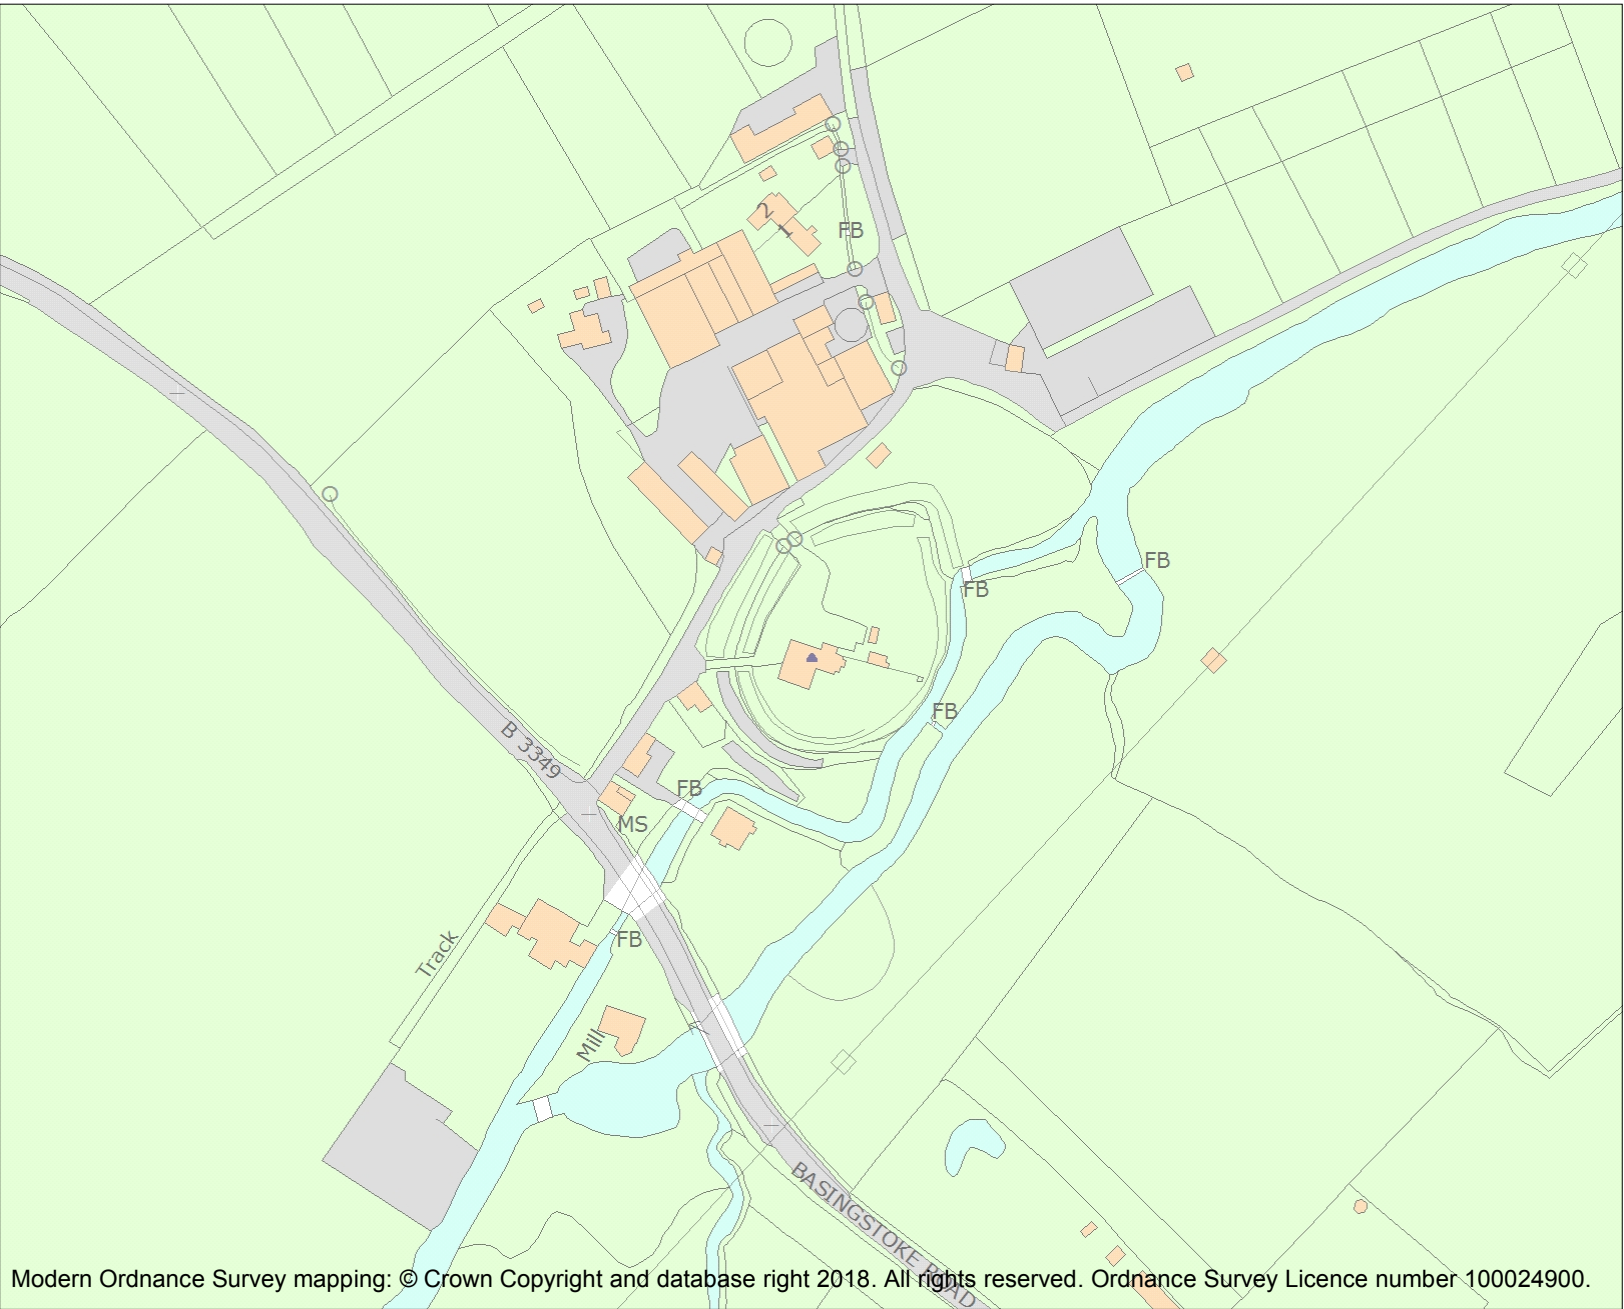 2
1
FB
FB
FB
FB
B 3349
FB
MS
FB
Track
Mill
BASINGSTOKE ROAD
Modern Ordnance Survey mapping: © Crown Copyright and database right 2018. All rights reserved. Ordnance Survey Licence number 100024900.